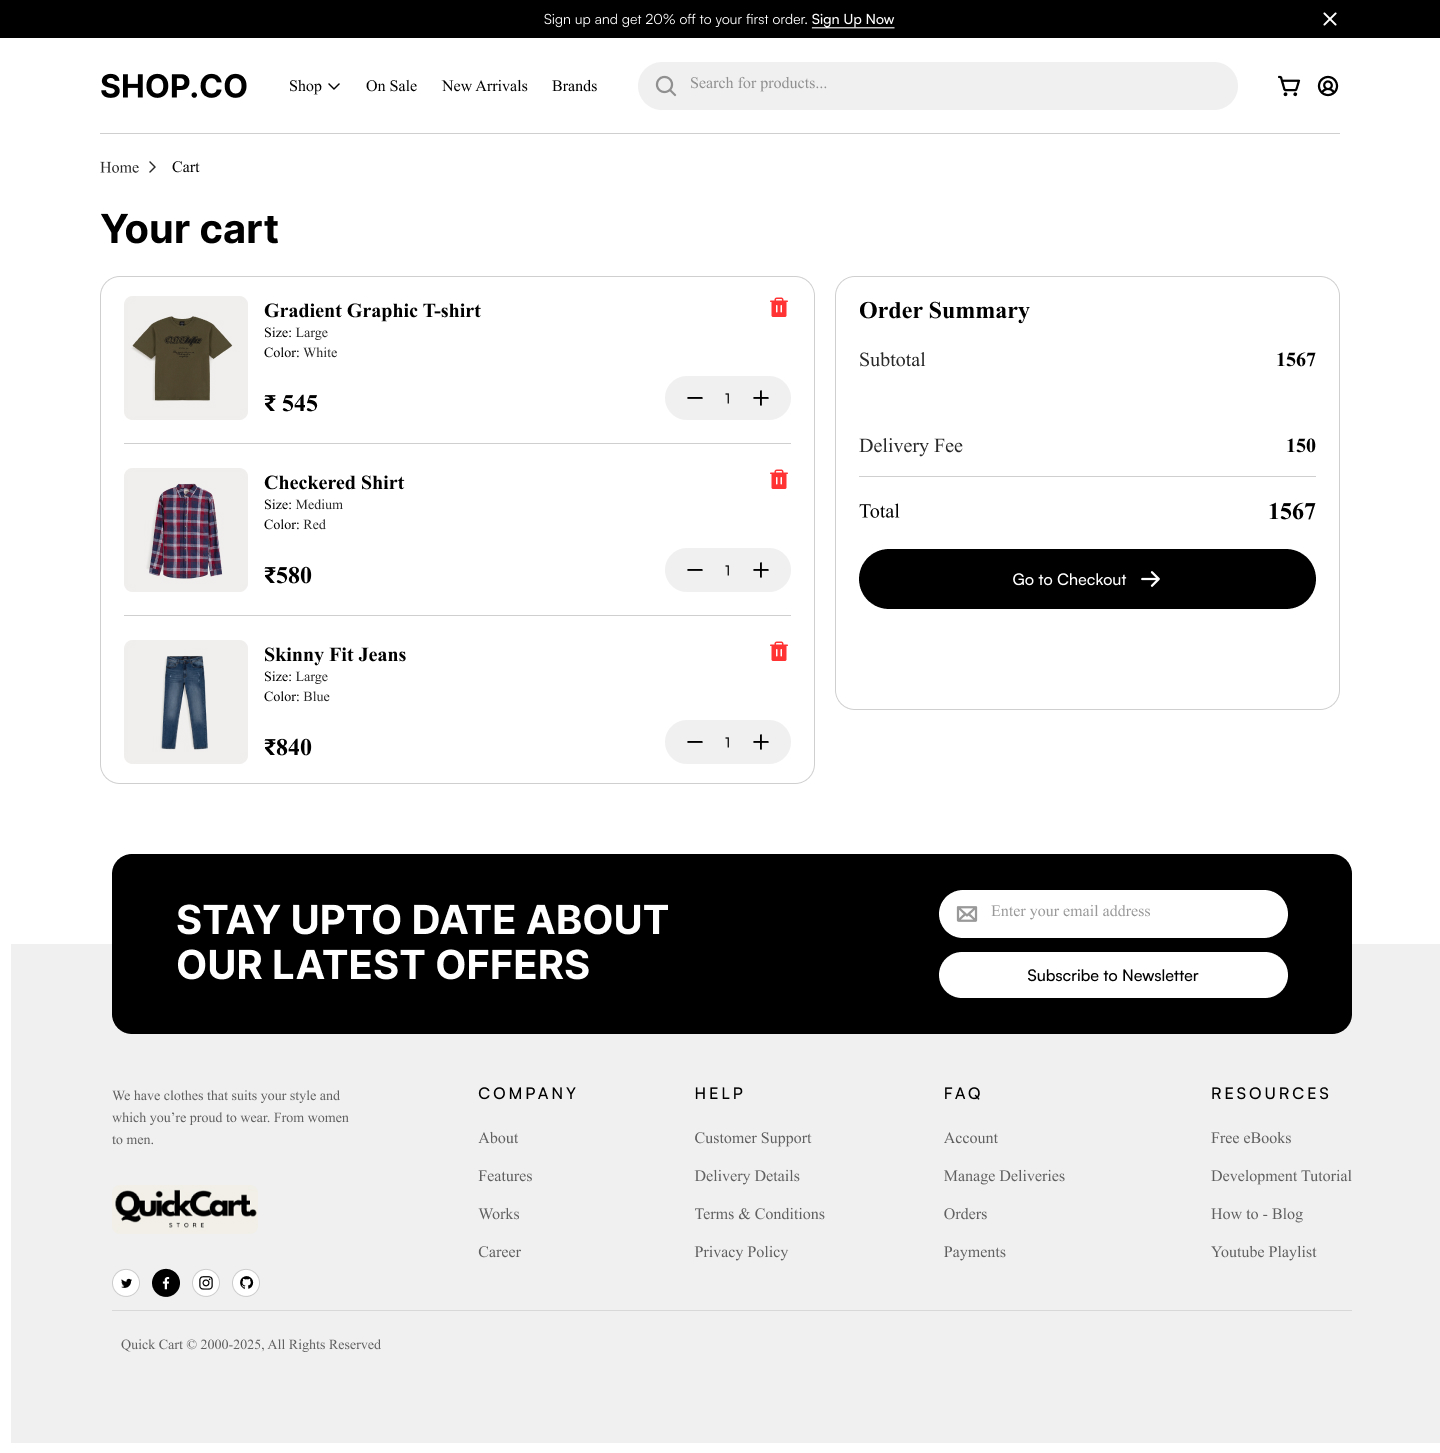 Sign up and get 20% off to your first order. Sign Up Now
SHOP.CO
Shop
On Sale
New Arrivals
Brands
Search for products...
Home
Cart
Your cart
Gradient Graphic T-shirt
Size: Large
Color: White
₹ 545
1
Checkered Shirt
Size: Medium
Color: Red
₹580
1
Skinny Fit Jeans
Size: Large
Color: Blue
₹840
1
Order Summary
Subtotal 1567
Delivery Fee 150
Total 1567
Go to Checkout
STAY UPTO DATE ABOUT
OUR LATEST OFFERS
Enter your email address
Subscribe to Newsletter
We have clothes that suits your style and
which you’re proud to wear. From women
to men.
QuickCart.
STORE
COMPANY
About
Features
Works
Career
HELP
Customer Support
Delivery Details
Terms & Conditions
Privacy Policy
FAQ
Account
Manage Deliveries
Orders
Payments
RESOURCES
Free eBooks
Development Tutorial
How to - Blog
Youtube Playlist
Quick Cart © 2000-2025, All Rights Reserved